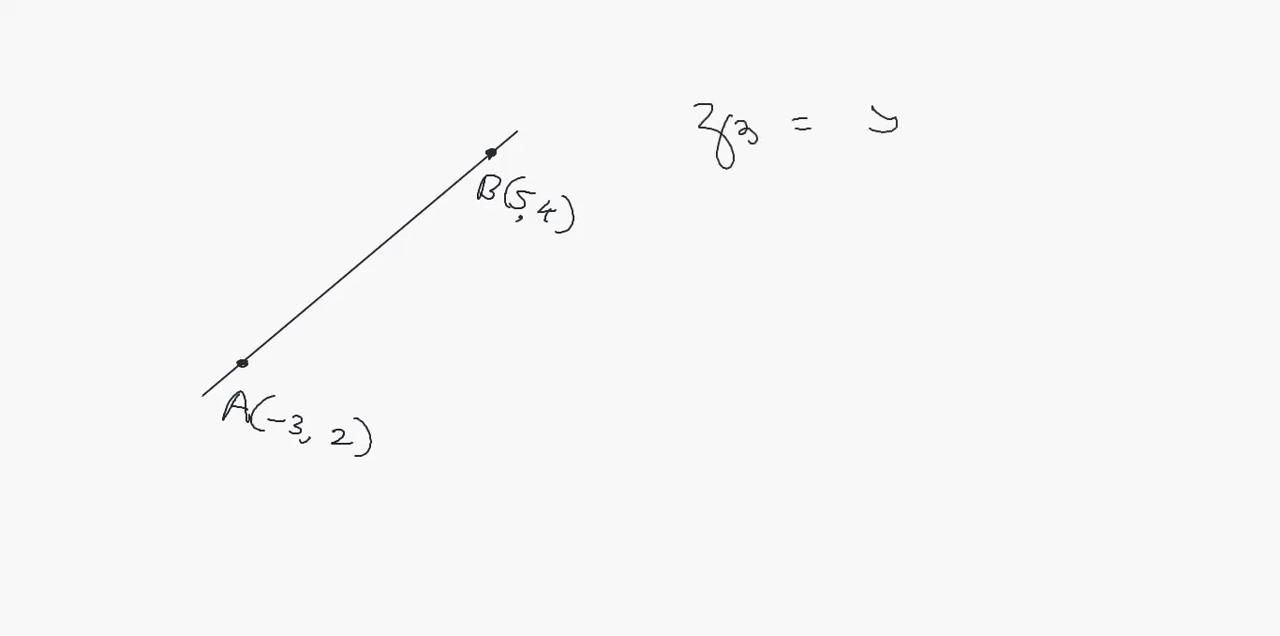 B(5,4)
A(-3, 2)
=